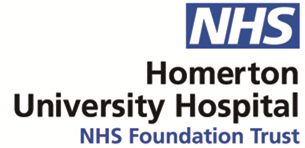 NHS
Homerton
University Hospital
NHS Foundation Trust